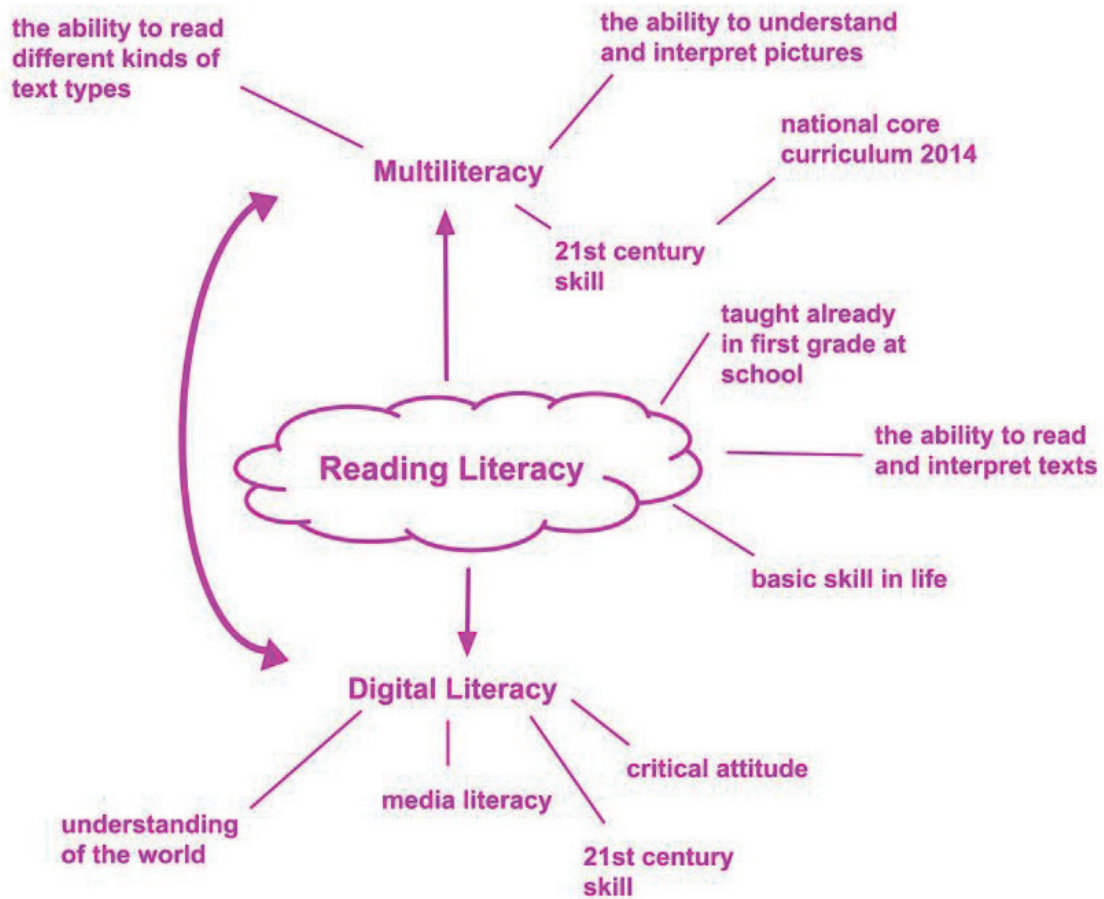 the ability to read
different kinds of
text types
the ability to understand
and interpret pictures
national core
curriculum 2014
Multiliteracy
21st century
skill
taught already
in first grade at
school
Reading Literacy
the ability to read
and interpret texts
basic skill in life
Digital Literacy
critical attitude
media literacy
understanding
of the world
21st century
skill